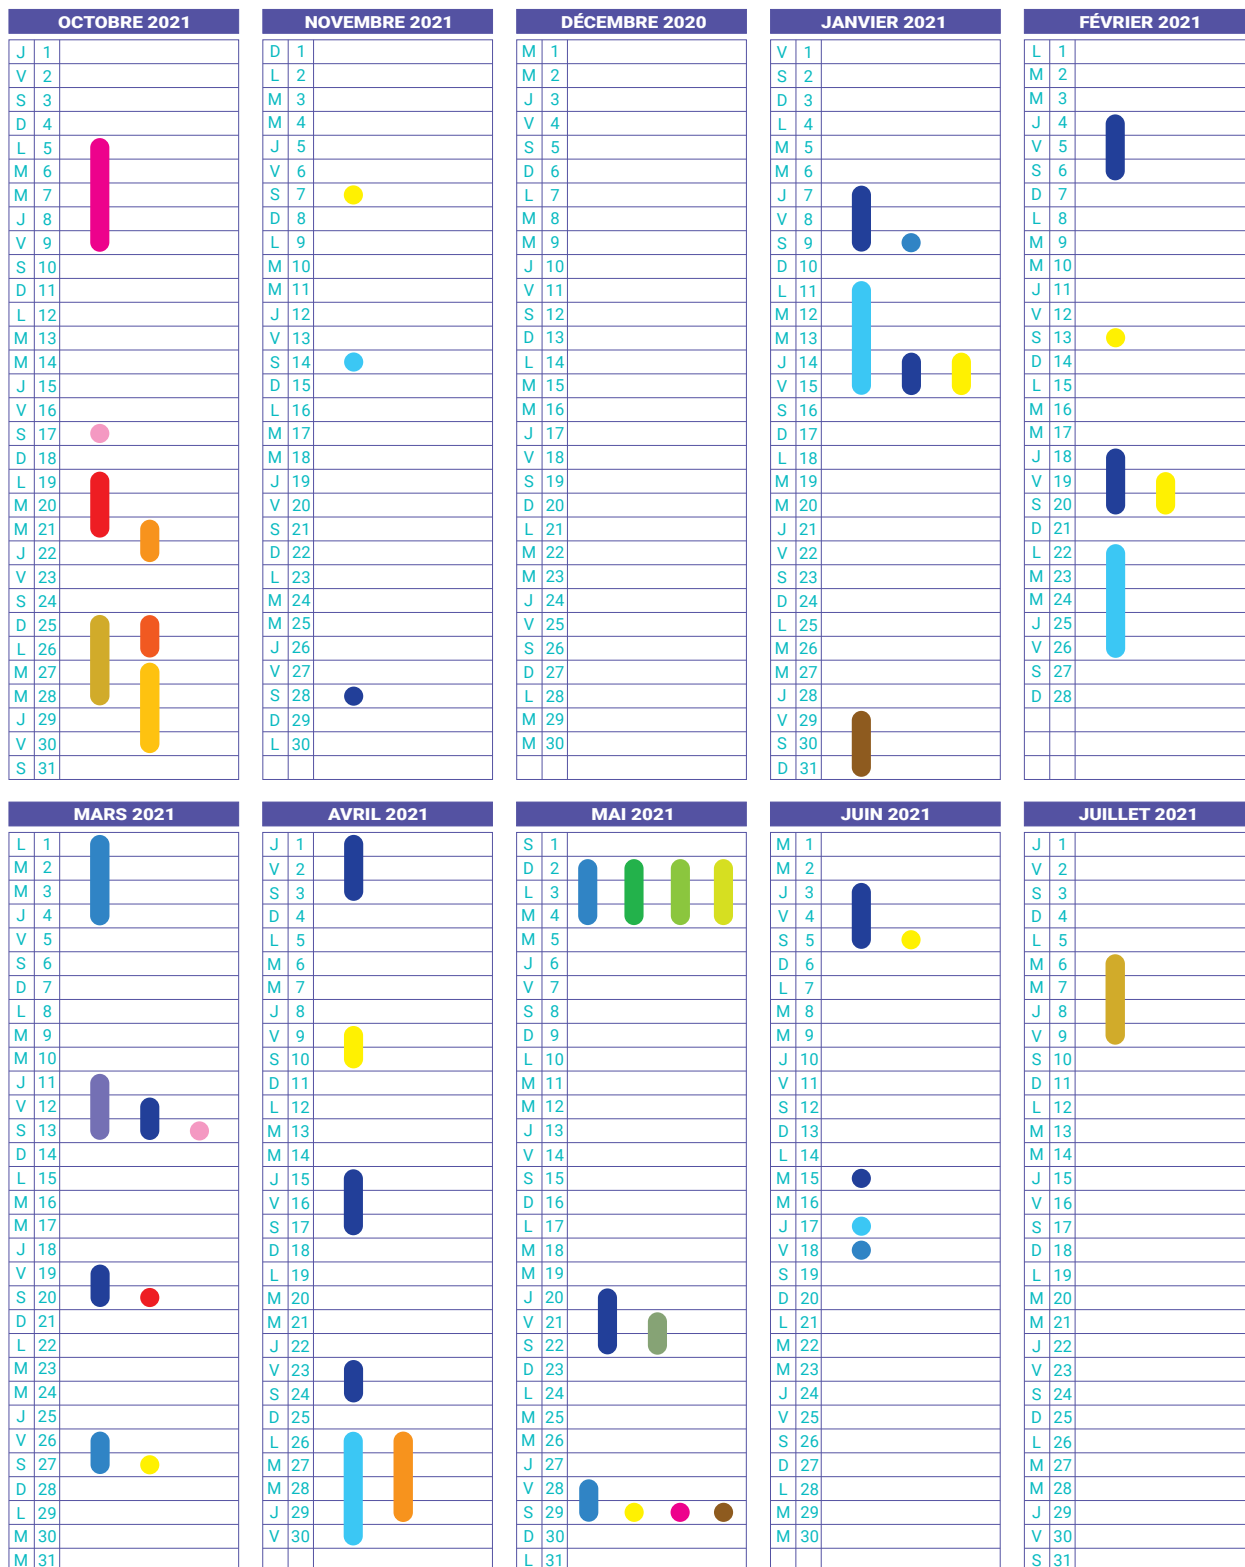 OCTOBRE 2021 NOVEMBRE 2021 DÉCEMBRE 2020 JANVIER 2021 FÉVRIER 2021
J 1 D 1 M 1 V 1 L 1
V 2 L 2 M 2 S 2 M 2
S 3 M 3 J 3 D 3 M 3
D 4 M 4 V 4 L 4 J 4
L 5 J 5 S 5 M 5 V 5
M 6 V 6 D 6 M 6 S 6
M 7 S 7 L 7 J 7 D 7
J 8 D 8 M 8 V 8 L 8
V 9 L 9 M 9 S 9 M 9
S 10 M 10 J 10 D 10 M 10
D 11 M 11 V 11 L 11 J 11
L 12 J 12 S 12 M 12 V 12
M 13 V 13 D 13 M 13 S 13
M 14 S 14 L 14 J 14 D 14
J 15 D 15 M 15 V 15 L 15
V 16 L 16 M 16 S 16 M 16
S 17 M 17 J 17 D 17 M 17
D 18 M 18 V 18 L 18 J 18
L 19 J 19 S 19 M 19 V 19
M 20 V 20 D 20 M 20 S 20
M 21 S 21 L 21 J 21 D 21
J 22 D 22 M 22 V 22 L 22
V 23 L 23 M 23 S 23 M 23
S 24 M 24 J 24 D 24 M 24
D 25 M 25 V 25 L 25 J 25
L 26 J 26 S 26 M 26 V 26
M 27 V 27 D 27 M 27 S 27
M 28 S 28 L 28 J 28 D 28
J 29 D 29 M 29 V 29
V 30 L 30 M 30 S 30
S 31 D 31
MARS 2021 AVRIL 2021 MAI 2021 JUIN 2021 JUILLET 2021
L 1 J 1 S 1 M 1 J 1
M 2 V 2 D 2 M 2 V 2
M 3 S 3 L 3 J 3 S 3
J 4 D 4 M 4 V 4 D 4
V 5 L 5 M 5 S 5 L 5
S 6 M 6 J 6 D 6 M 6
D 7 M 7 V 7 L 7 M 7
L 8 J 8 S 8 M 8 J 8
M 9 V 9 D 9 M 9 V 9
M 10 S 10 L 10 J 10 S 10
J 11 D 11 M 11 V 11 D 11
V 12 L 12 M 12 S 12 L 12
S 13 M 13 J 13 D 13 M 13
D 14 M 14 V 14 L 14 M 14
L 15 J 15 S 15 M 15 J 15
M 16 V 16 D 16 M 16 V 16
M 17 S 17 L 17 J 17 S 17
J 18 D 18 M 18 V 18 D 18
V 19 L 19 M 19 S 19 L 19
S 20 M 20 J 20 D 20 M 20
D 21 M 21 V 21 L 21 M 21
L 22 J 22 S 22 M 22 J 22
M 23 V 23 D 23 M 23 V 23
M 24 S 24 L 24 J 24 S 24
J 25 D 25 M 25 V 25 D 25
V 26 L 26 M 26 S 26 L 26
S 27 M 27 J 27 D 27 M 27
D 28 M 28 V 28 L 28 M 28
L 29 J 29 S 29 M 29 J 29
M 30 V 30 D 30 M 30 V 30
M 31 L 31 S 31